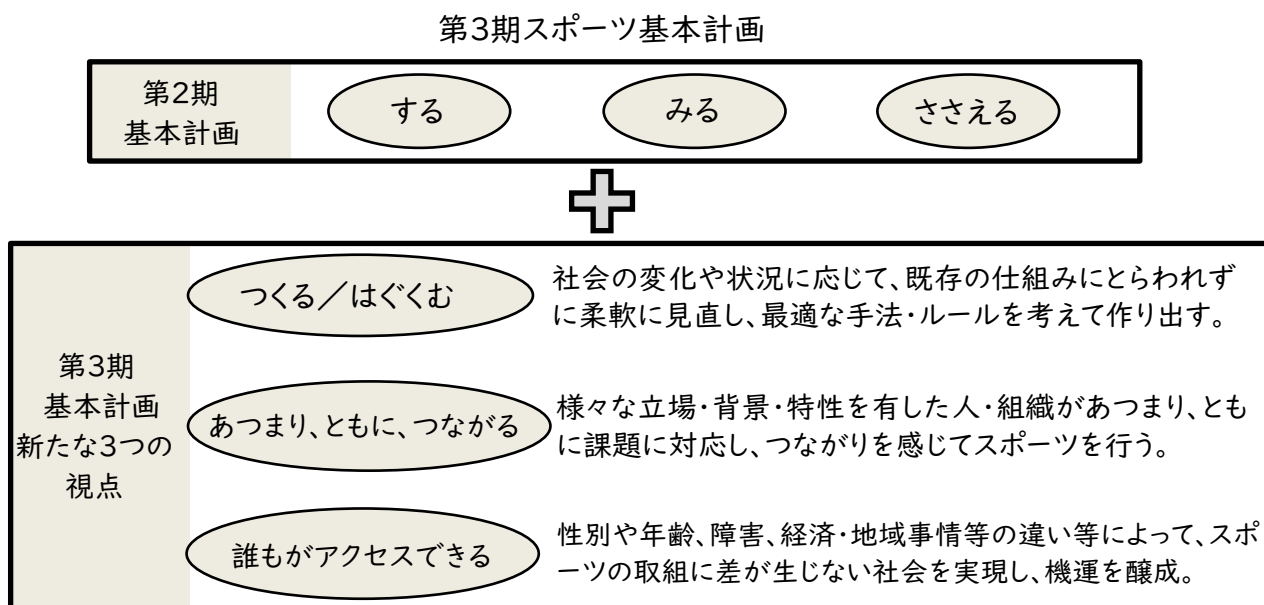 第3期スポーツ基本計画
第2期
基本計画
する
みる
ささえる
第3期
基本計画
新たな3つの
視点
つくる／はぐくむ
社会の変化や状況に応じて、既存の仕組みにとらわれず
に柔軟に見直し、最適な手法・ルールを考えて作り出す。
あつまり、ともに、つながる
様々な立場・背景・特性を有した人・組織があつまり、とも
に課題に対応し、つながりを感じてスポーツを行う。
誰もがアクセスできる
性別や年齢、障害、経済・地域事情等の違い等によって、スポ
ーツの取組に差が生じない社会を実現し、機運を醸成。